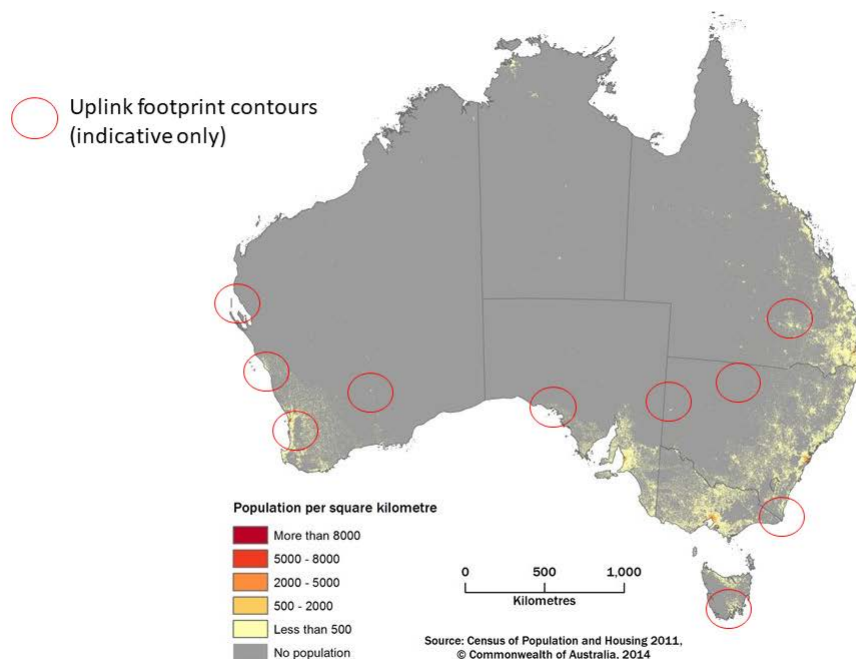 Uplink footprint contours
(indicative only)
Population per square kilometre
More than 8000
5000 - 8000
2000 - 5000
500 - 2000
Less than 500
No population
0 500 1,000
Kilometres
Source: Census of Population and Housing 2011,
© Commonwealth of Australia, 2014